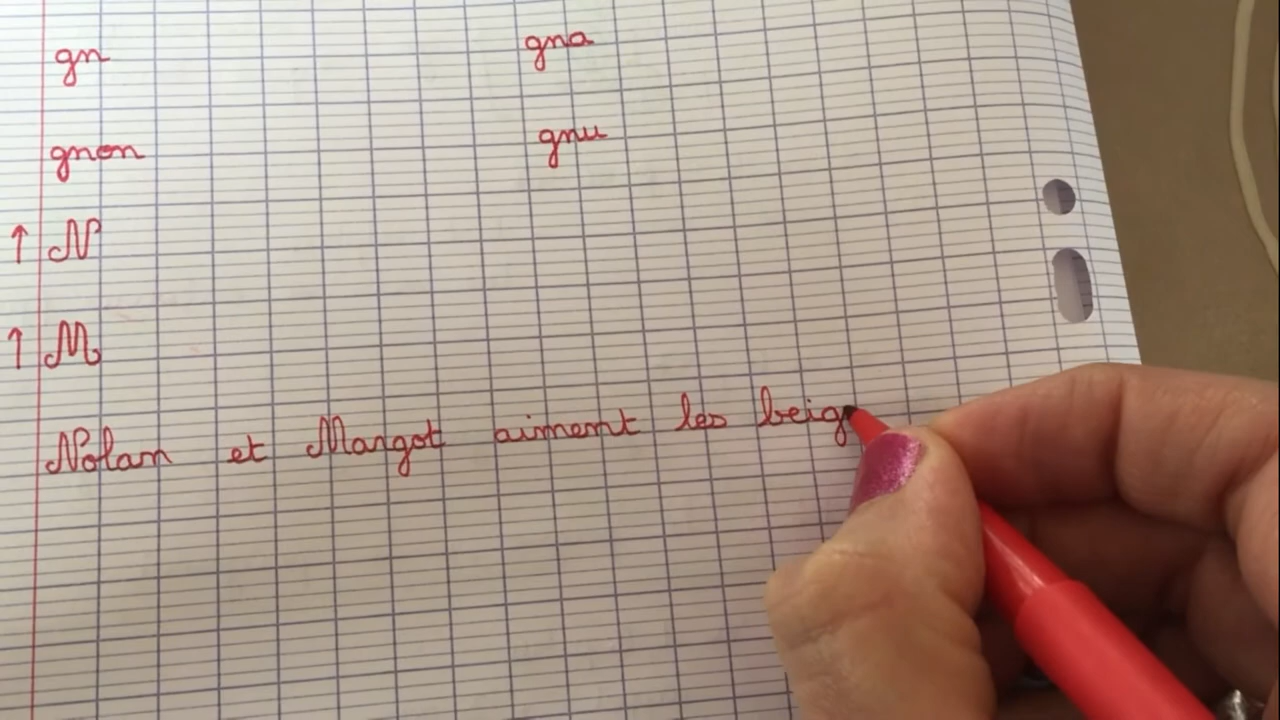 gn gna
gnon gnu
↑ N
↑ M
Nolan et Margot aiment les beig